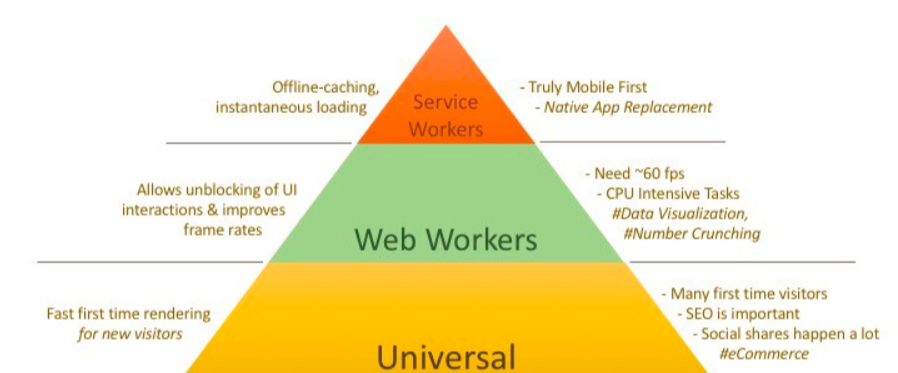 Offline-caching,
instantaneous loading
Service
Workers
- Truly Mobile First
- Native App Replacement
Allows unblocking of UI
interactions & improves
frame rates
Web Workers
- Need ~60 fps
- CPU Intensive Tasks
#Data Visualization,
#Number Crunching
Fast first time rendering
for new visitors
Universal
- Many first time visitors
- SEO is important
- Social shares happen a lot
#eCommerce